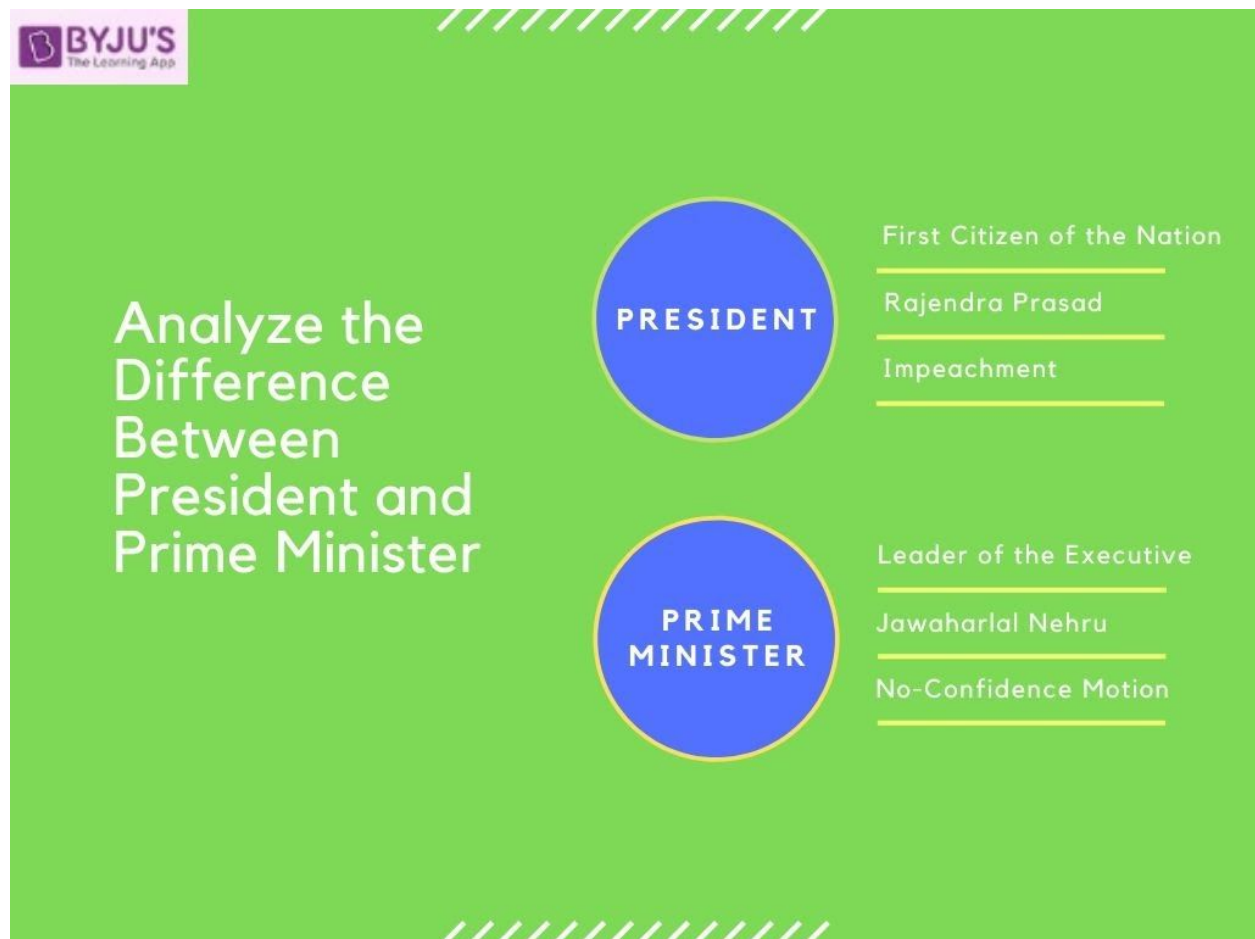 BYJU'S
The Learning App
Analyze the
Difference
Between
President and
Prime Minister
PRESIDENT
First Citizen of the Nation
Rajendra Prasad
Impeachment
PRIME
MINISTER
Leader of the Executive
Jawaharlal Nehru
No-Confidence Motion